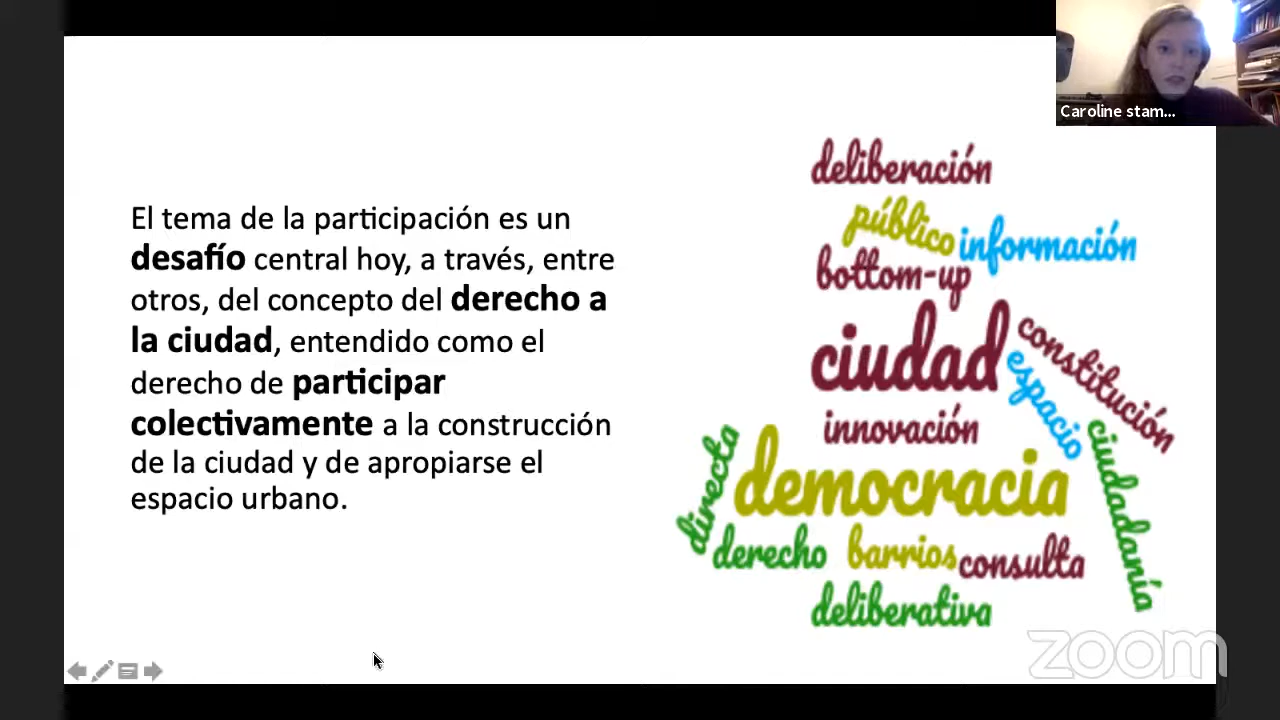 Caroline stam...
El tema de la participación es un
desafío central hoy, a través, entre
otros, del concepto del derecho a
la ciudad, entendido como el
derecho de participar
colectivamente a la construcción
de la ciudad y de apropiarse el
espacio urbano.
deliberación
público
información
bottom-up
ciudad
constitución
espacio
innovación
ciudadanía
directa
democracia
derecho
barrios
consulta
deliberativa
zoom